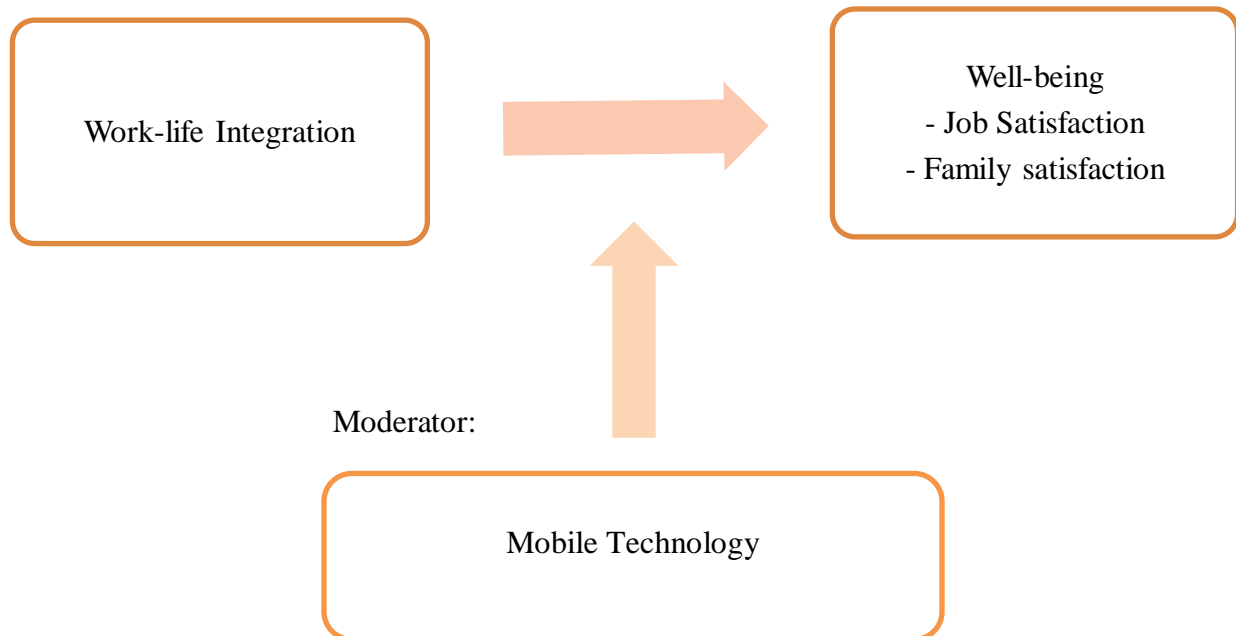 Work-life Integration
Well-being
- Job Satisfaction
- Family satisfaction
Moderator:
Mobile Technology